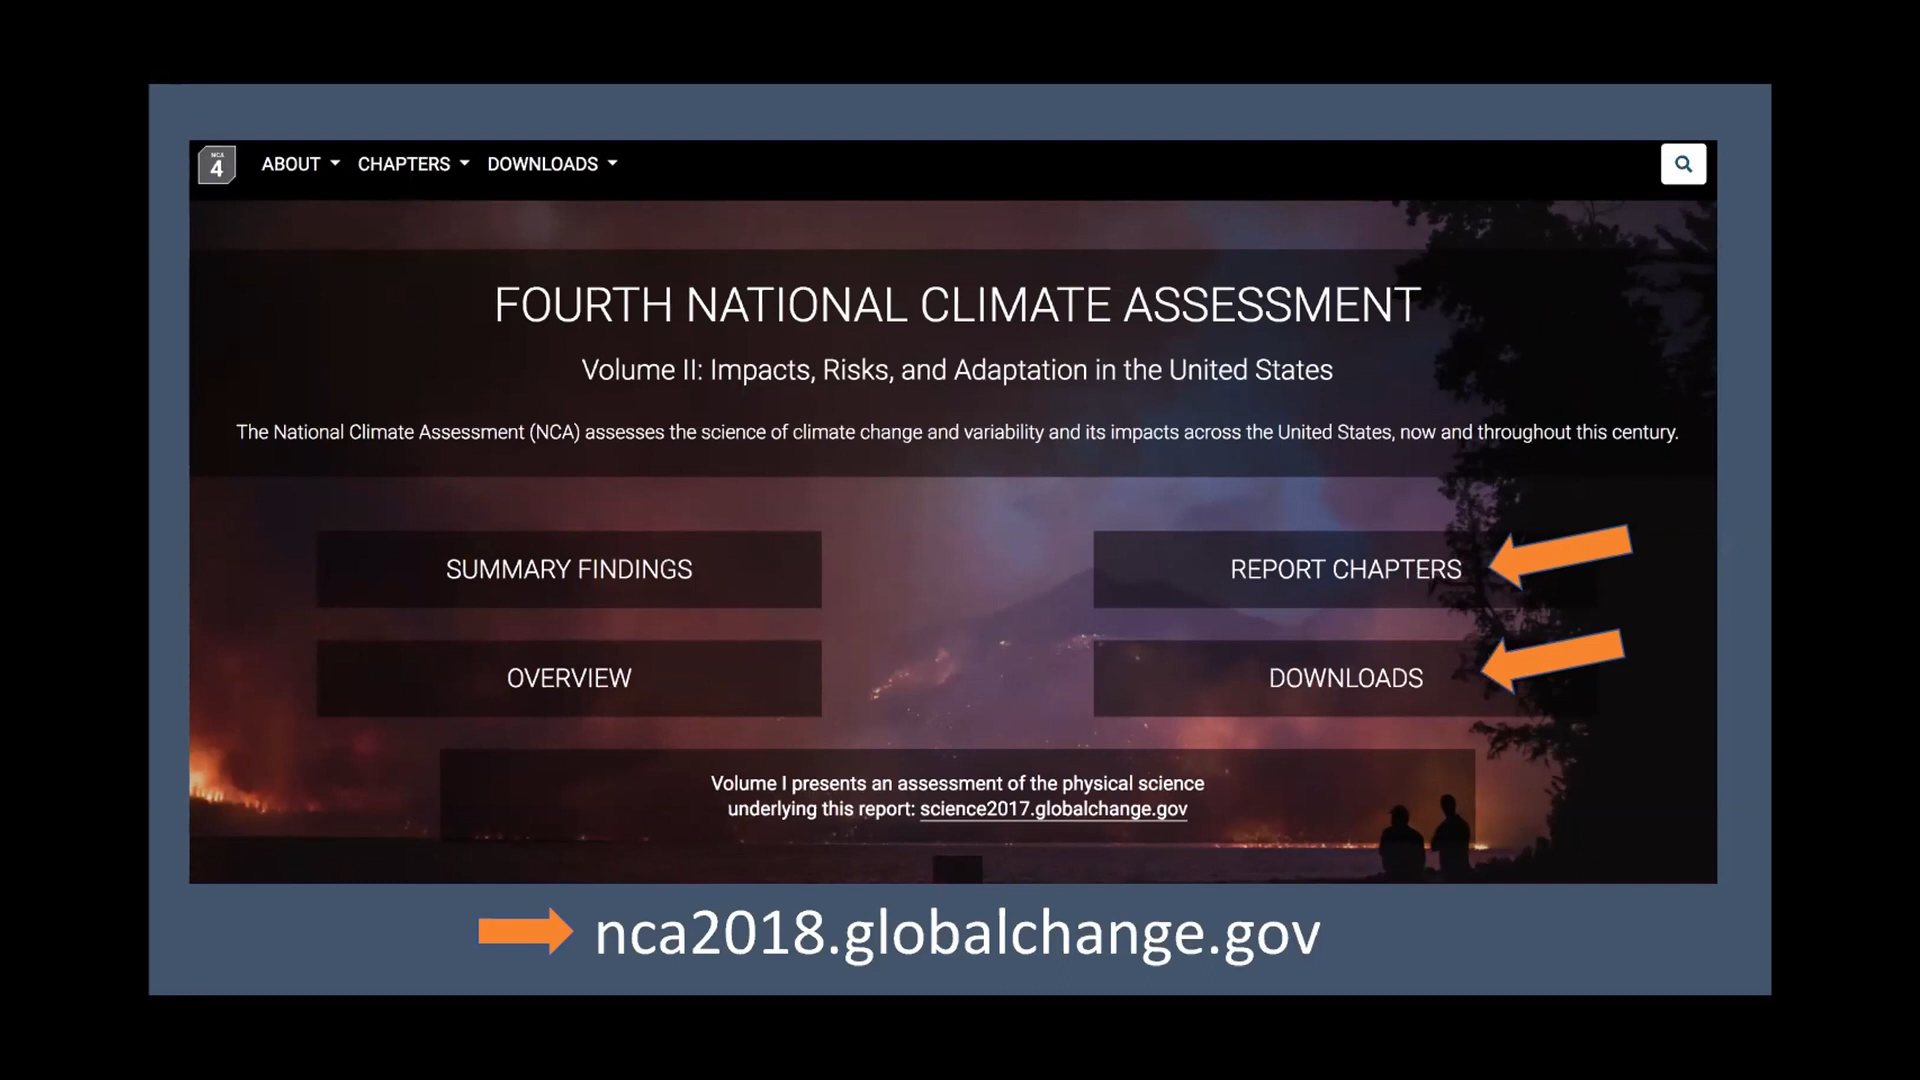 NCA
4
ABOUT
CHAPTERS
DOWNLOADS
FOURTH NATIONAL CLIMATE ASSESSMENT
Volume II: Impacts, Risks, and Adaptation in the United States
The National Climate Assessment (NCA) assesses the science of climate change and variability and its impacts across the United States, now and throughout this century.
SUMMARY FINDINGS
REPORT CHAPTERS
OVERVIEW
DOWNLOADS
Volume I presents an assessment of the physical science
underlying this report: science2017.globalchange.gov
nca2018.globalchange.gov